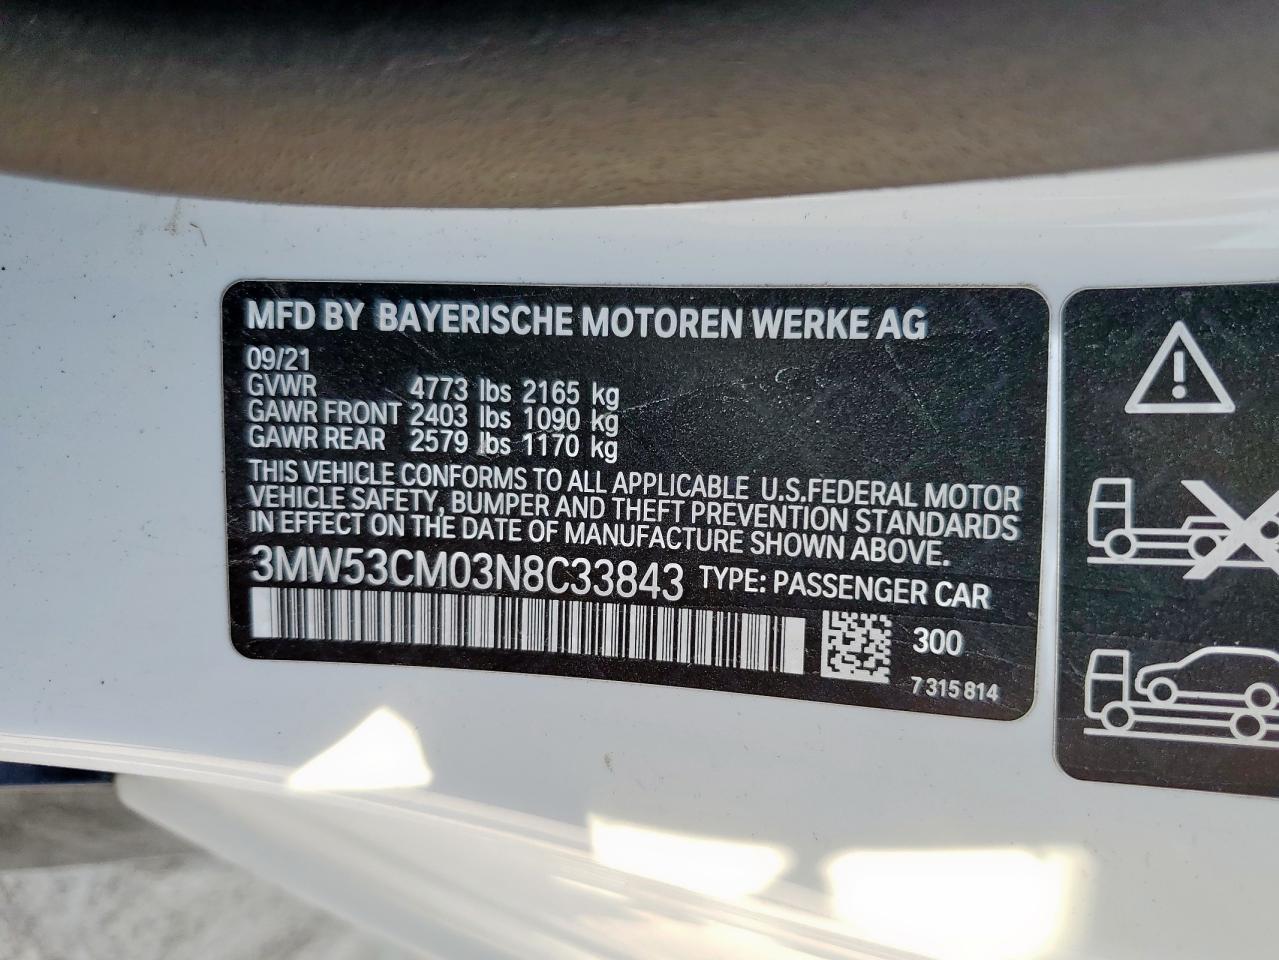 MFD BY BAYERISCHE MOTOREN WERKE AG
09/21
GVWR 4773 lbs 2165 kg
GAWR FRONT 2403 lbs 1090 kg
GAWR REAR 2579 lbs 1170 kg
THIS VEHICLE CONFORMS TO ALL APPLICABLE U.S.FEDERAL MOTOR
VEHICLE SAFETY, BUMPER AND THEFT PREVENTION STANDARDS
IN EFFECT ON THE DATE OF MANUFACTURE SHOWN ABOVE.
3MW53CM03N8C33843 TYPE: PASSENGER CAR
300
7 315 814